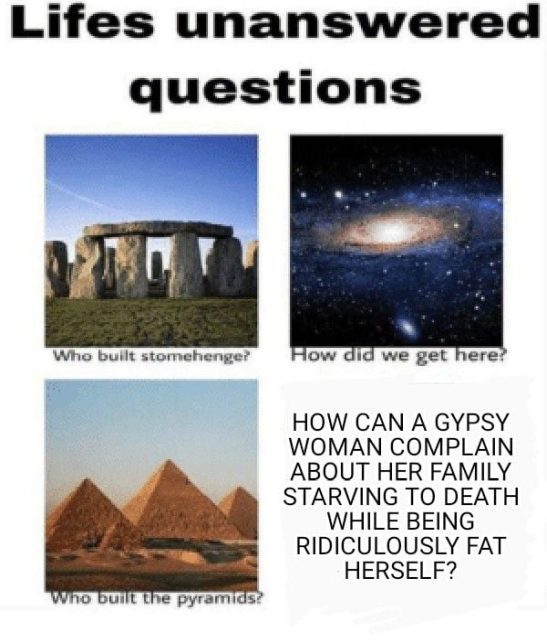 Lifes unanswered
questions
Who built stomehenge?
How did we get here?
Who built the pyramids?
HOW CAN A GYPSY
WOMAN COMPLAIN
ABOUT HER FAMILY
STARVING TO DEATH
WHILE BEING
RIDICULOUSLY FAT
HERSELF?